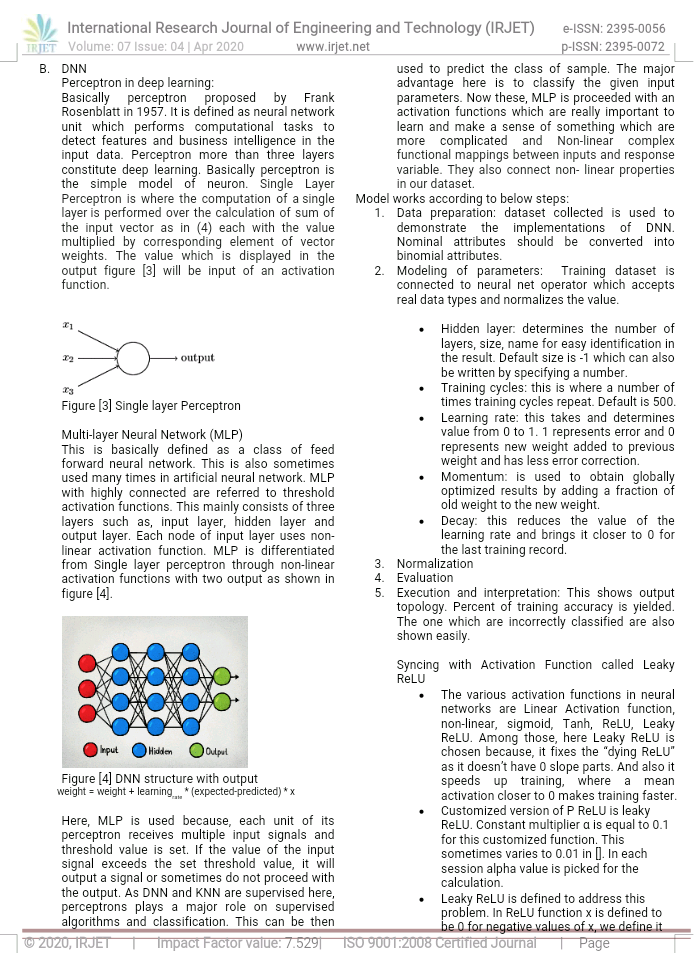 International Research Journal of Engineering and Technology (IRJET) e-ISSN: 2395-0056
IRJET Volume: 07 Issue: 04 | Apr 2020 www.irjet.net p-ISSN: 2395-0072
B. DNN
Perceptron in deep learning:
Basically perceptron proposed by Frank
Rosenblatt in 1957. It is defined as neural network
unit which performs computational tasks to
detect features and business intelligence in the
input data. Perceptron more than three layers
constitute deep learning. Basically perceptron is
the simple model of neuron. Single Layer
Perceptron is where the computation of a single
layer is performed over the calculation of sum of
the input vector as in (4) each with the value
multiplied by corresponding element of vector
weights. The value which is displayed in the
output figure [3] will be input of an activation
function.
x1
x2 output
x3
Figure [3] Single layer Perceptron
Multi-layer Neural Network (MLP)
This is basically defined as a class of feed
forward neural network. This is also sometimes
used many times in artificial neural network. MLP
with highly connected are referred to threshold
activation functions. This mainly consists of three
layers such as, input layer, hidden layer and
output layer. Each node of input layer uses non-
linear activation function. MLP is differentiated
from Single layer perceptron through non-linear
activation functions with two output as shown in
figure [4].
Input Hidden Output
Figure [4] DNN structure with output
weight = weight + learning_rate * (expected-predicted) * x
Here, MLP is used because, each unit of its
perceptron receives multiple input signals and
threshold value is set. If the value of the input
signal exceeds the set threshold value, it will
output a signal or sometimes do not proceed with
the output. As DNN and KNN are supervised here,
perceptrons plays a major role on supervised
algorithms and classification. This can be then
used to predict the class of sample. The major
advantage here is to classify the given input
parameters. Now these, MLP is proceeded with an
activation functions which are really important to
learn and make a sense of something which are
more complicated and Non-linear complex
functional mappings between inputs and response
variable. They also connect non- linear properties
in our dataset.
Model works according to below steps:
1. Data preparation: dataset collected is used to
demonstrate the implementations of DNN.
Nominal attributes should be converted into
binomial attributes.
2. Modeling of parameters: Training dataset is
connected to neural net operator which accepts
real data types and normalizes the value.
• Hidden layer: determines the number of
layers, size, name for easy identification in
the result. Default size is -1 which can also
be written by specifying a number.
• Training cycles: this is where a number of
times training cycles repeat. Default is 500.
• Learning rate: this takes and determines
value from 0 to 1. 1 represents error and 0
represents new weight added to previous
weight and has less error correction.
• Momentum: is used to obtain globally
optimized results by adding a fraction of
old weight to the new weight.
• Decay: this reduces the value of the
learning rate and brings it closer to 0 for
the last training record.
3. Normalization
4. Evaluation
5. Execution and interpretation: This shows output
topology. Percent of training accuracy is yielded.
The one which are incorrectly classified are also
shown easily.
Syncing with Activation Function called Leaky
ReLU
• The various activation functions in neural
networks are Linear Activation function,
non-linear, sigmoid, Tanh, ReLU, Leaky
ReLU. Among those, here Leaky ReLU is
chosen because, it fixes the “dying ReLU”
as it doesn’t have 0 slope parts. And also it
speeds up training, where a mean
activation closer to 0 makes training faster.
• Customized version of P ReLU is leaky
ReLU. Constant multiplier α is equal to 0.1
for this customized function. This
sometimes varies to 0.01 in []. In each
session alpha value is picked for the
calculation.
• Leaky ReLU is defined to address this
problem. In ReLU function x is defined to
be 0 for negative values of x, we define it
© 2020, IRJET | Impact Factor value: 7.529| ISO 9001:2008 Certified Journal | Page